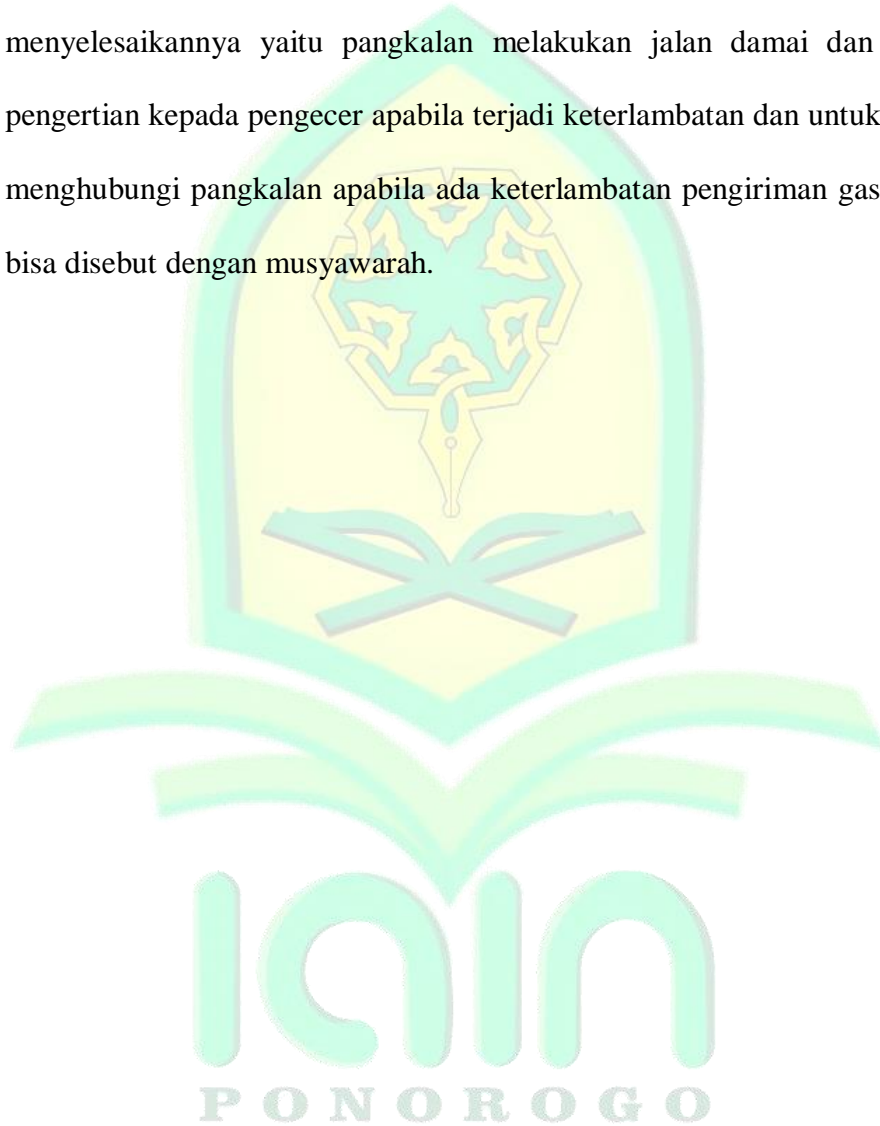 menyelesaikannya yaitu pangkalan melakukan jalan damai dan
pengertian kepada pengecer apabila terjadi keterlambatan dan untuk
menghubungi pangkalan apabila ada keterlambatan pengiriman gas
bisa disebut dengan musyawarah.
iain
PONOROGO